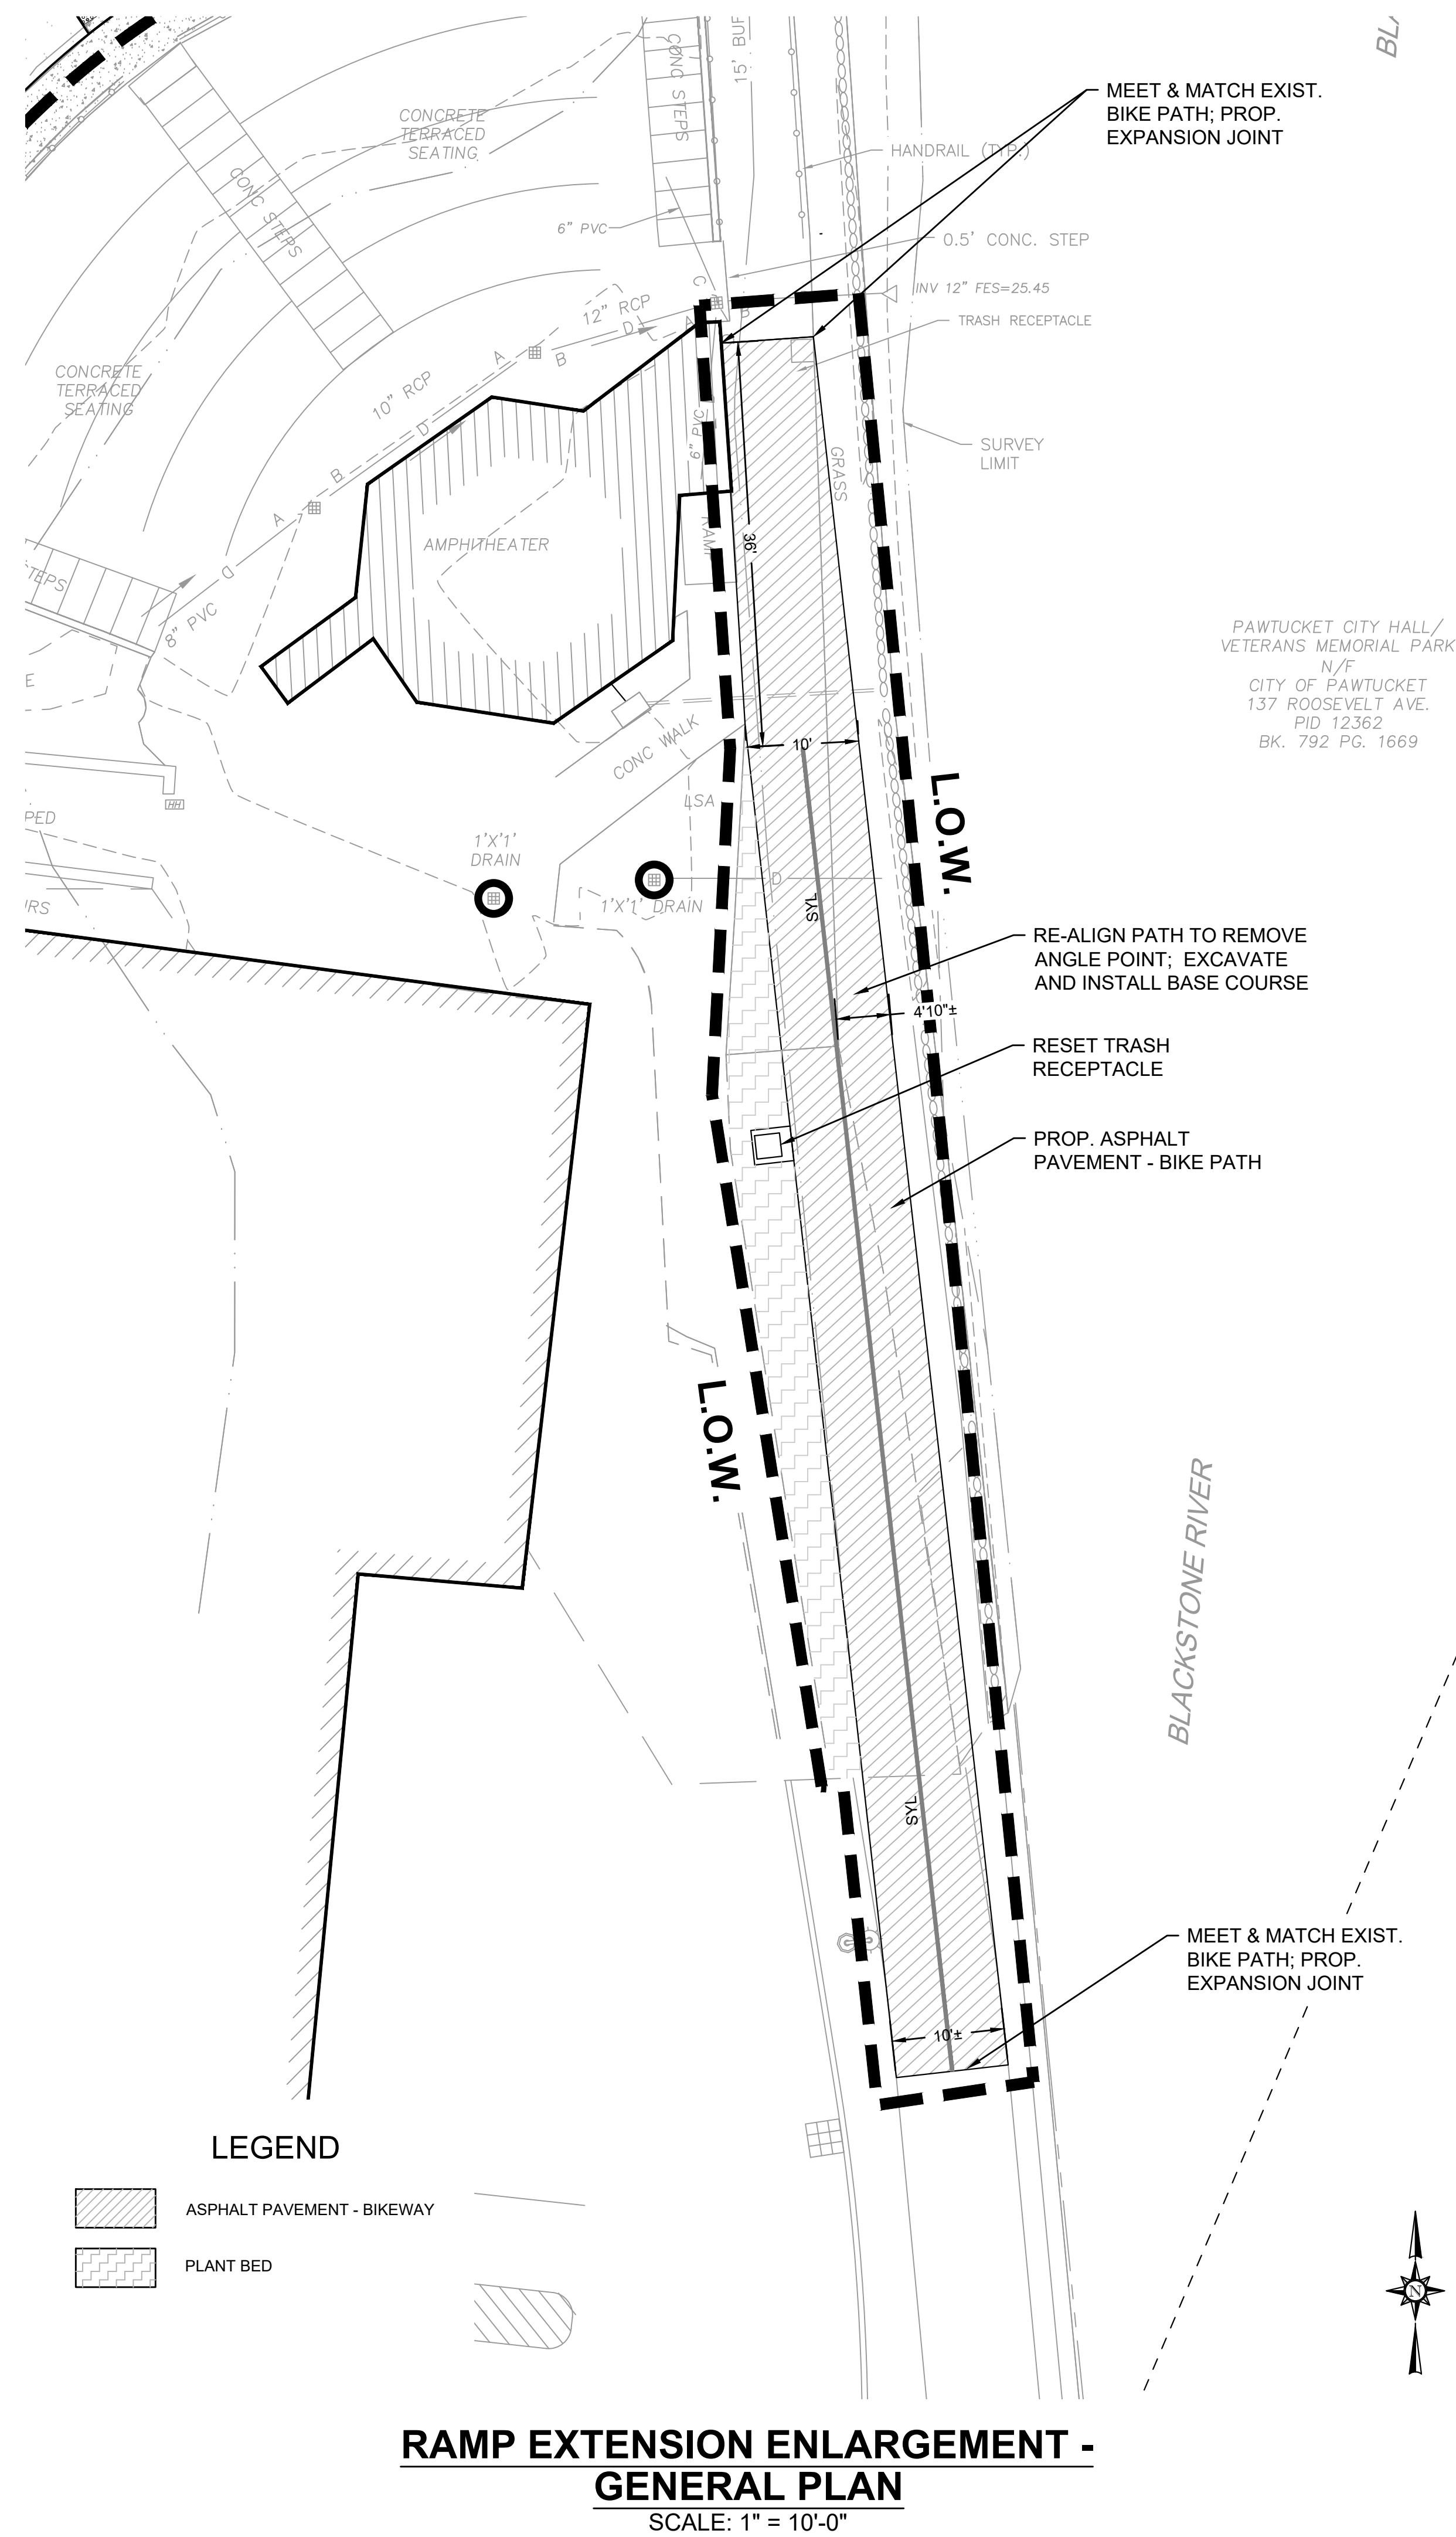 BLA
CONC STEPS
15' BUF
MEET & MATCH EXIST.
BIKE PATH; PROP.
EXPANSION JOINT
CONCRETE
TERRACED
SEATING
HANDRAIL (TYP.)
CONC STEPS
6" PVC
0.5' CONC. STEP
INV 12" FES=25.45
C
B
A
12" RCP
D
TRASH RECEPTACLE
A
B
CONCRETE
TERRACED
SEATING
10" RCP
D
6" PVC
SURVEY
LIMIT
GRASS
B
A
RAMP
36'
AMPHITHEATER
STEPS
D
8" PVC
PAWTUCKET CITY HALL/
VETERANS MEMORIAL PARK
N/F
CITY OF PAWTUCKET
137 ROOSEVELT AVE.
PID 12362
BK. 792 PG. 1669
E
CONC WALK
10'
L.O.W.
HH
LSA
PED
1'X'1'
DRAIN
D
1'X'1' DRAIN
SYL
URS
RE-ALIGN PATH TO REMOVE
ANGLE POINT; EXCAVATE
AND INSTALL BASE COURSE
4'10"±
RESET TRASH
RECEPTACLE
PROP. ASPHALT
PAVEMENT - BIKE PATH
L.O.W.
BLACKSTONE RIVER
SYL
MEET & MATCH EXIST.
BIKE PATH; PROP.
EXPANSION JOINT
10'±
LEGEND
ASPHALT PAVEMENT - BIKEWAY
PLANT BED
N
RAMP EXTENSION ENLARGEMENT -
GENERAL PLAN
SCALE: 1" = 10'-0"